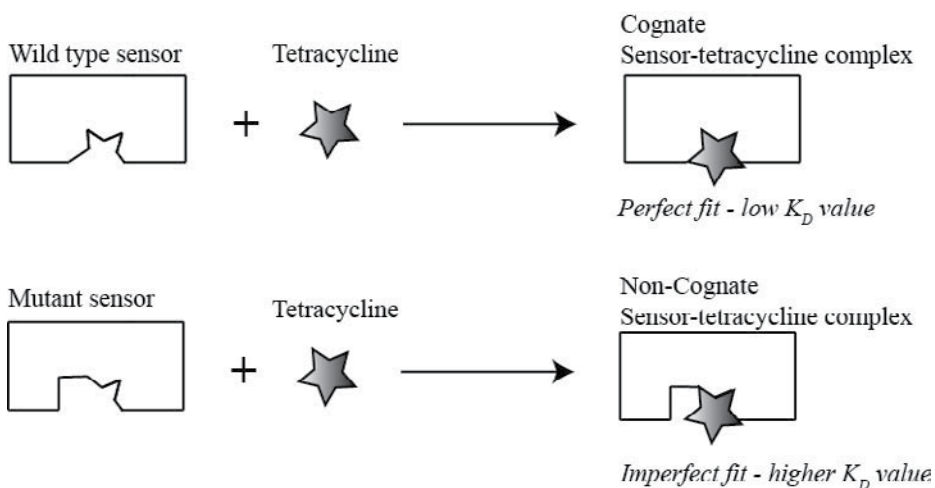 Wild type sensor
+
Tetracycline
Cognate
Sensor-tetracycline complex
Perfect fit - low K_D value
Mutant sensor
+
Tetracycline
Non-Cognate
Sensor-tetracycline complex
Imperfect fit - higher K_D value